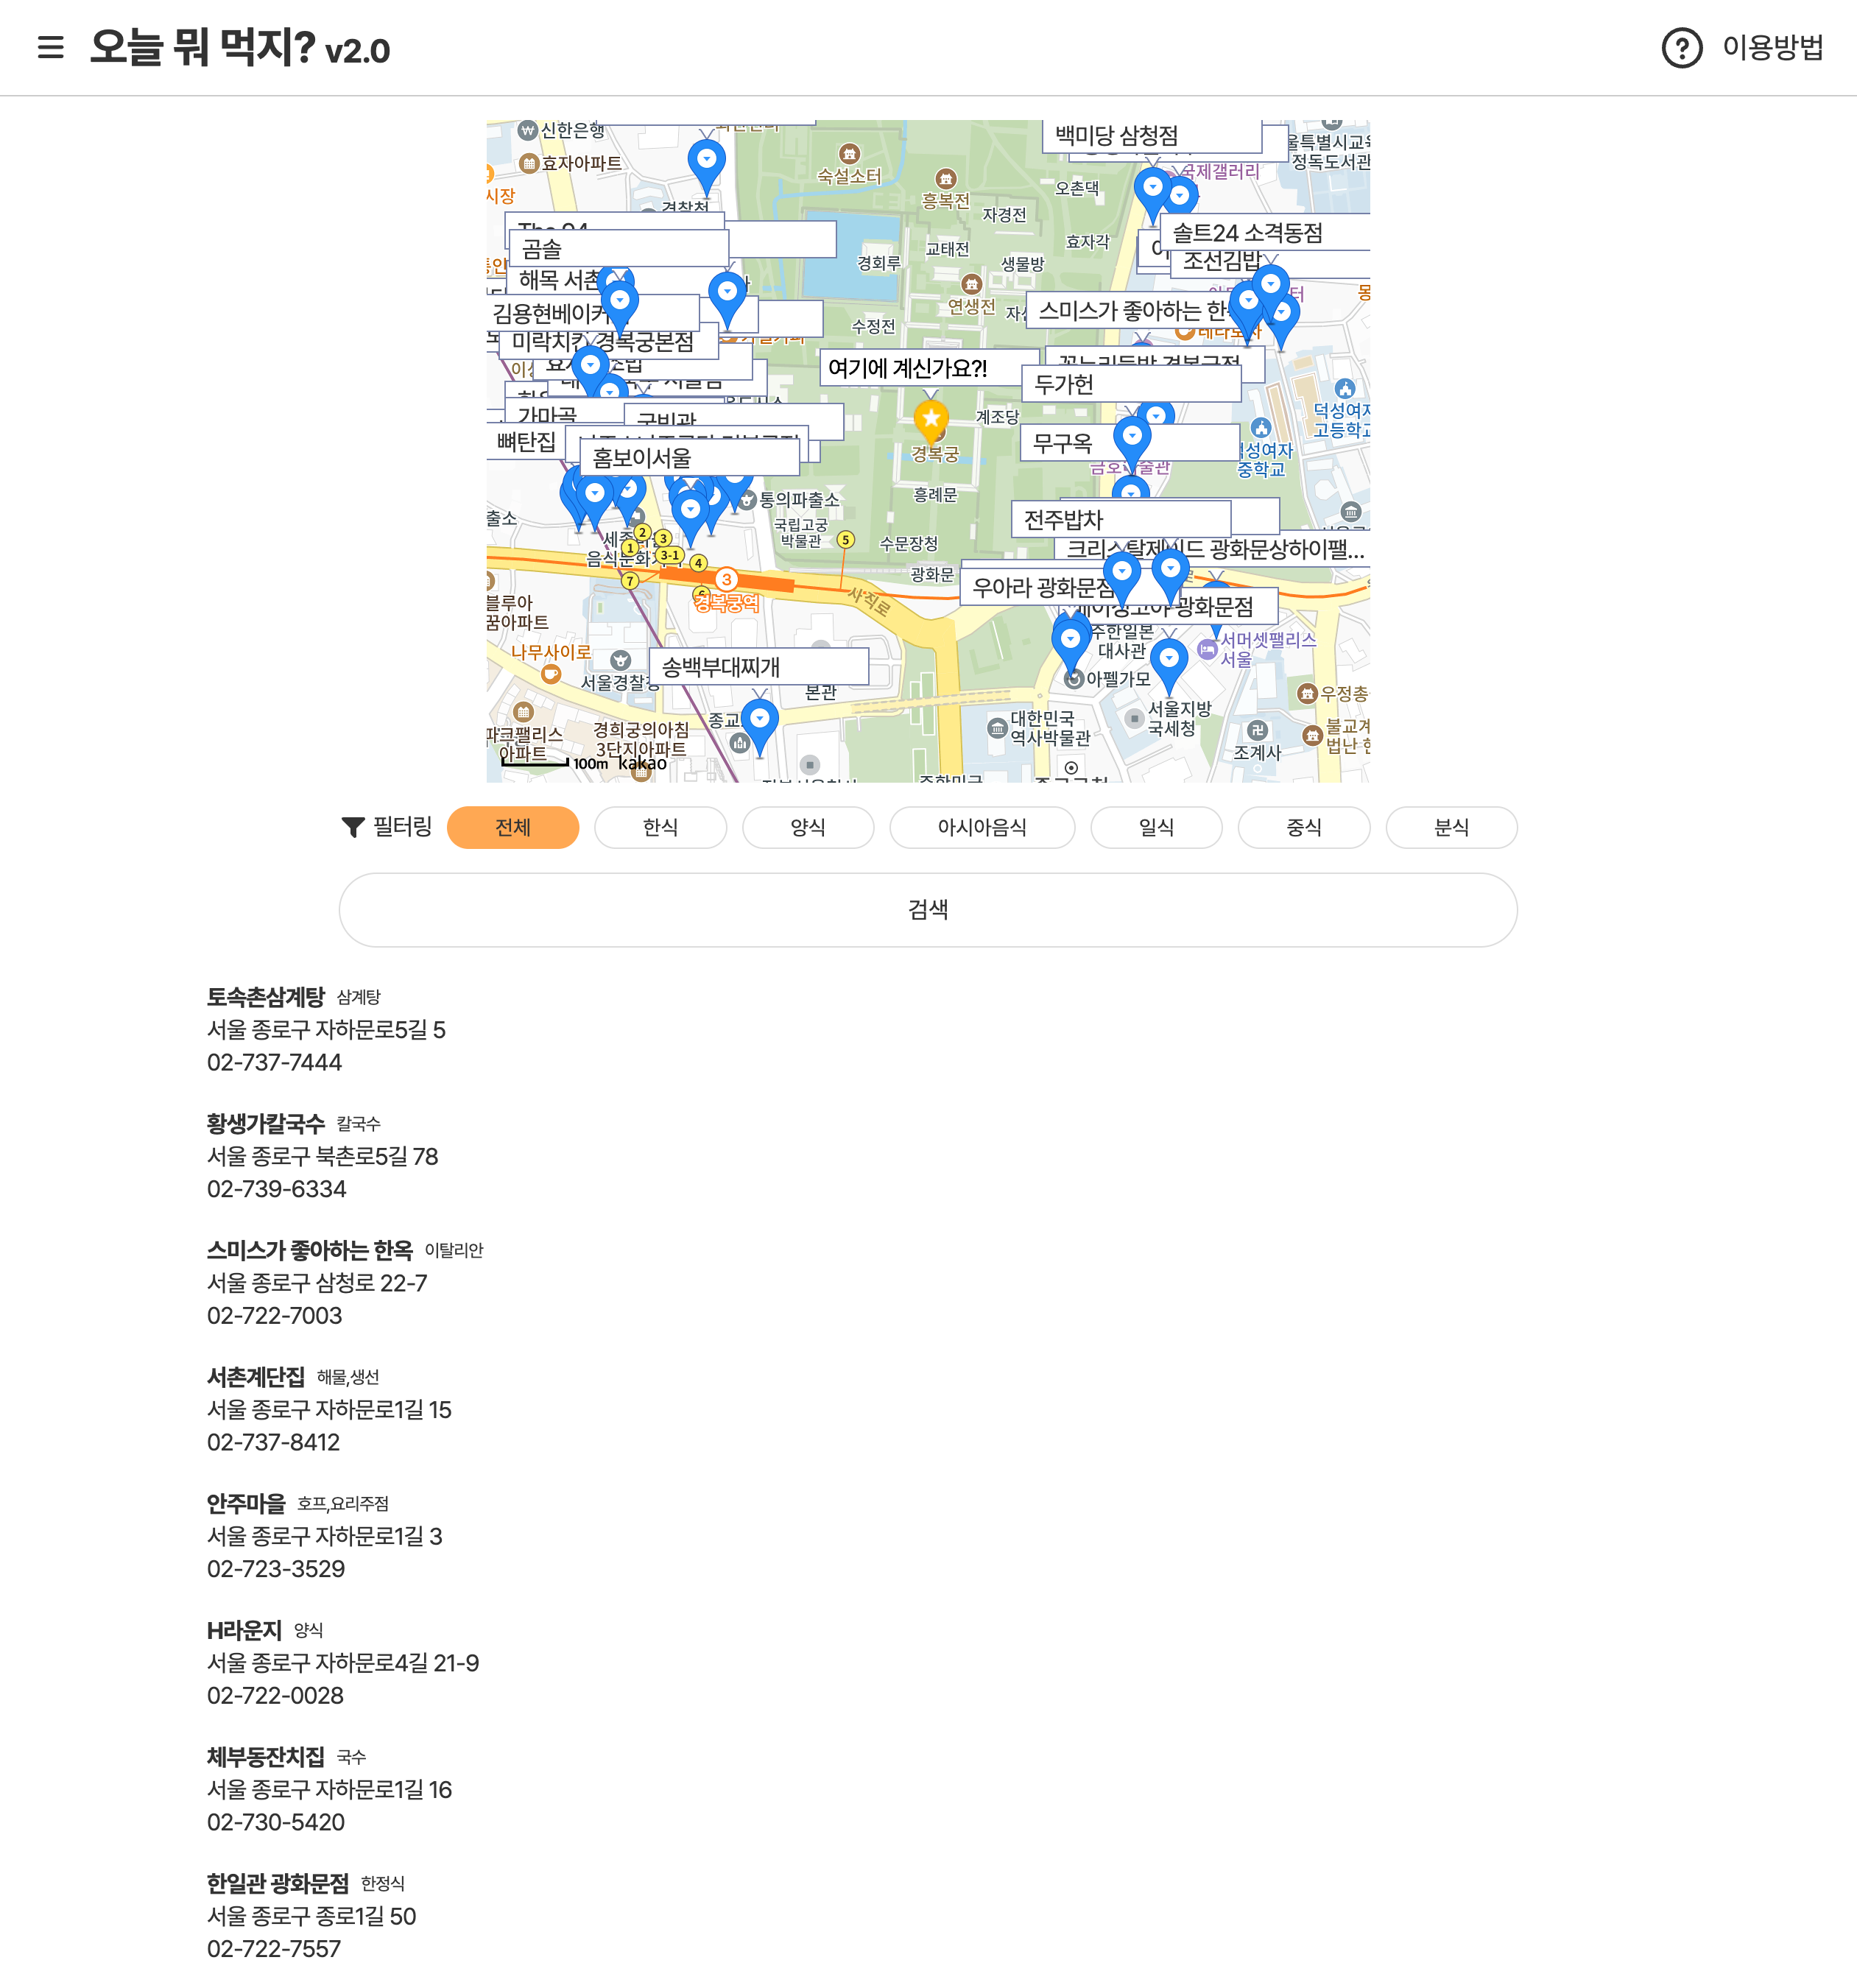 오늘 뭐 먹지? v2.0
이용방법
신한은행
효자아파트
숙설소터
흥복전
오촌댁
백미당 삼청점
국제갤러리
정독도서관
자경전
교태전
효자각
경회루
생물방
연생전
수정전
곰솔
해목 서촌
김용현베이커
미락치킨 경복궁본점
가마골
뼈탄집
홈보이서울
솔트24 소격동점
조선김밥
스미스가 좋아하는 한
여기에 계신가요?!
두가헌
무구옥
계조당
경복궁
흥례문
덕성여자
고등학교
중학교
통의파출소
국립고궁
박물관
수문장청
광화문
전주밥차
크리스탈제이드 광화문상하이팰...
우아라 광화문점
광화문점
1
2
3
3-1
4
5
7
3
경복궁역
사직로
주한일본
대사관
서머셋팰리스
서울
아펠가모
블루아
꿈아파트
나무사이로
서울경찰청
송백부대찌개
본관
종교
경희궁의아침
3단지아파트
파크팰리스
아파트
대한민국
역사박물관
서울지방
국세청
조계사
우정총
100m kakao
필터링
전체
한식
양식
아시아음식
일식
중식
분식
검색
토속촌삼계탕 삼계탕
서울 종로구 자하문로5길 5
02-737-7444
황생가칼국수 칼국수
서울 종로구 북촌로5길 78
02-739-6334
스미스가 좋아하는 한옥 이탈리안
서울 종로구 삼청로 22-7
02-722-7003
서촌계단집 해물,생선
서울 종로구 자하문로1길 15
02-737-8412
안주마을 호프,요리주점
서울 종로구 자하문로1길 3
02-723-3529
H라운지 양식
서울 종로구 자하문로4길 21-9
02-722-0028
체부동잔치집 국수
서울 종로구 자하문로1길 16
02-730-5420
한일관 광화문점 한정식
서울 종로구 종로1길 50
02-722-7557